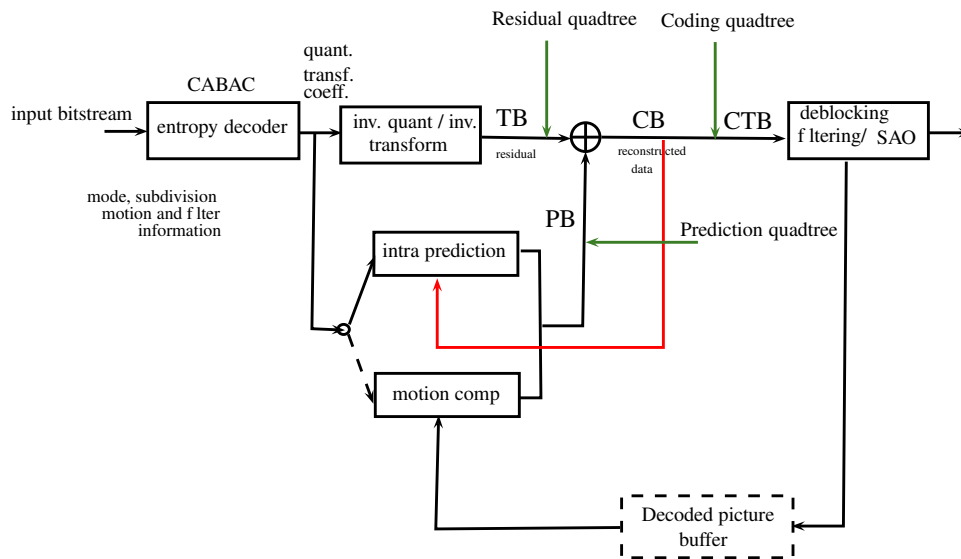 Residual quadtree
Coding quadtree
quant.
transf.
coeff.
CABAC
input bitstream
entropy decoder
inv. quant / inv.
transform
TB
residual
CB
reconstructed
data
CTB
deblocking
f ltering/ SAO
mode, subdivision
motion and f lter
information
PB
Prediction quadtree
intra prediction
motion comp
Decoded picture
buffer